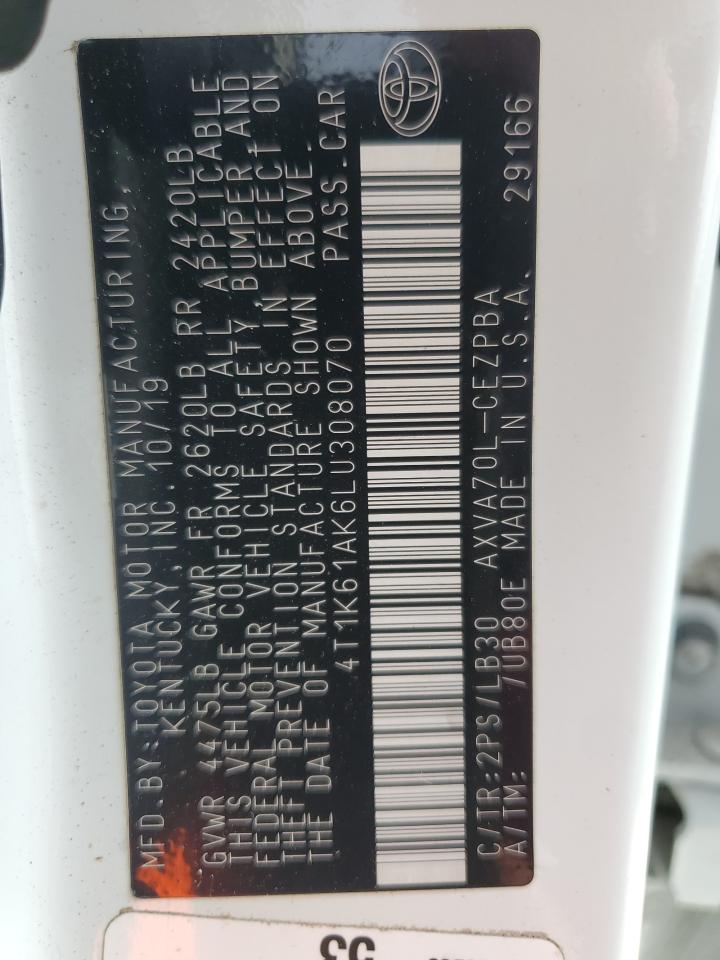 MFD.BY:TOYOTA MOTOR MANUFACTURING,
KENTUCKY,INC.10/19
GVWR 4475LB GAWR FR 2620LB RR 2420LB
THIS VEHICLE CONFORMS TO ALL APPLICABLE
FEDERAL MOTOR VEHICLE SAFETY,BUMPER,AND
THEFT PREVENTION STANDARDS IN EFFECT ON
THE DATE OF MANUFACTURE SHOWN ABOVE.
4T1K61AK6LU308070 PASS.CAR
C/TR:2PS/LB30 AXVA70L-CEZPBA
A/TM: /UB80E MADE IN U.S.A. 29166
53